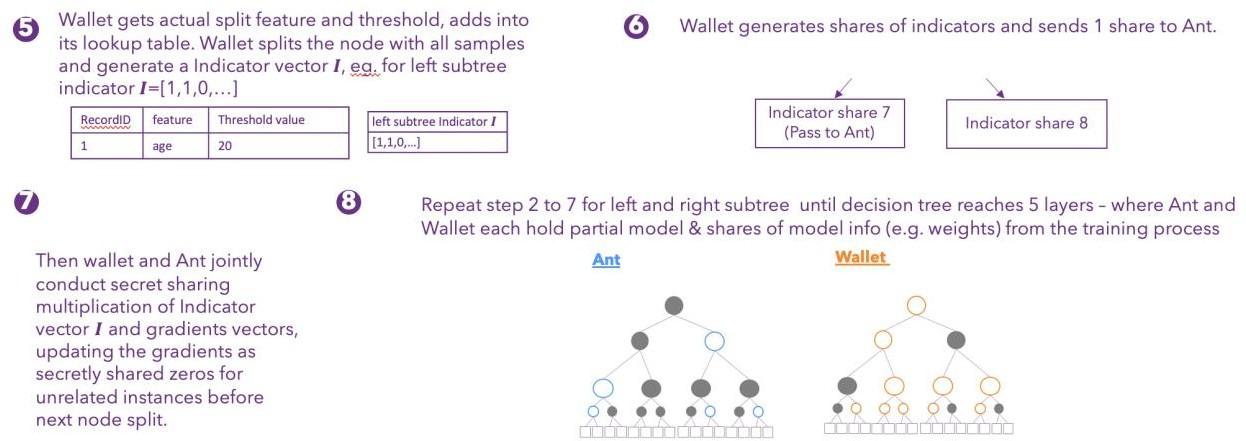 5
Wallet gets actual split feature and threshold, adds into
its lookup table. Wallet splits the node with all samples
and generate a Indicator vector I, eg. for left subtree
indicator I=[1,1,0,...]
RecordID feature Threshold value
1 age 20
left subtree Indicator I
[1,1,0,...]
6
Wallet generates shares of indicators and sends 1 share to Ant.
Indicator share 7
(Pass to Ant)
Indicator share 8
7
Then wallet and Ant jointly
conduct secret sharing
multiplication of Indicator
vector I and gradients vectors,
updating the gradients as
secretly shared zeros for
unrelated instances before
next node split.
8
Repeat step 2 to 7 for left and right subtree until decision tree reaches 5 layers – where Ant and
Wallet each hold partial model & shares of model info (e.g. weights) from the training process
Ant
Wallet